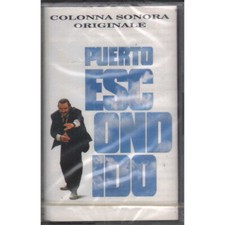 COLONNA SONORA
ORIGINALE
PUERTO
ESC
OND
IDO